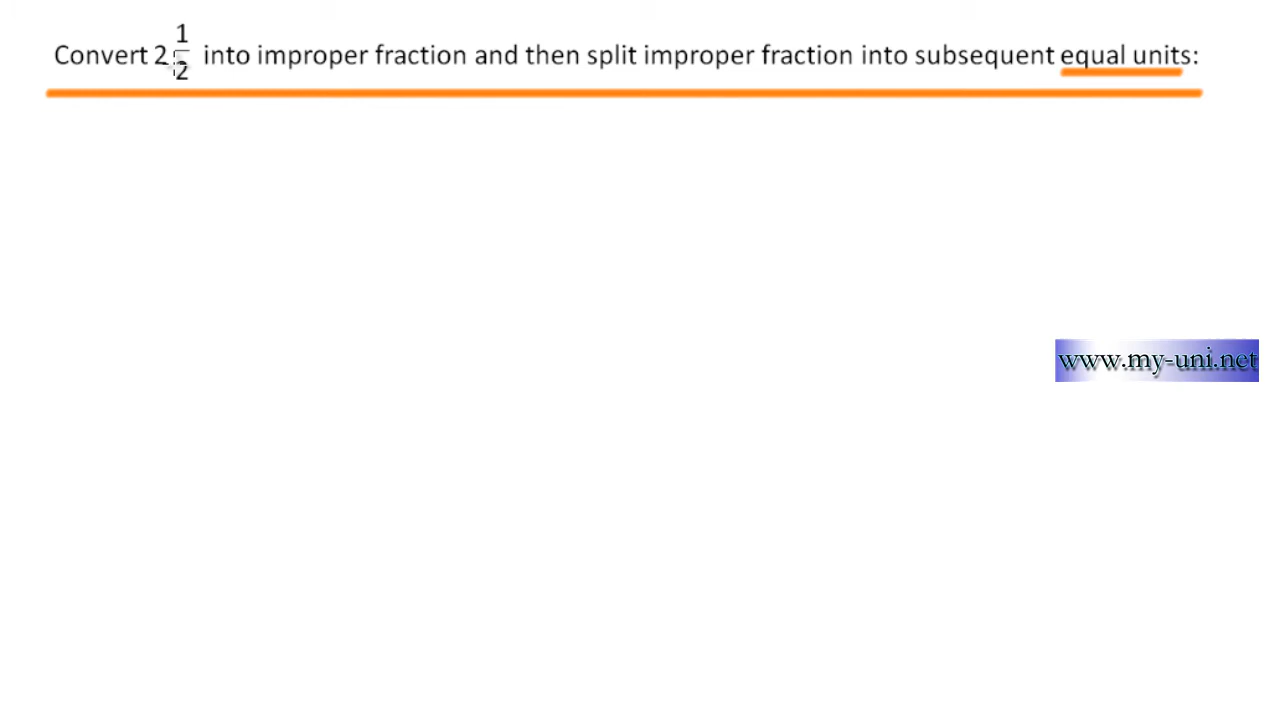 Convert 2 1/2 into improper fraction and then split improper fraction into subsequent equal units:
www.my-uni.net